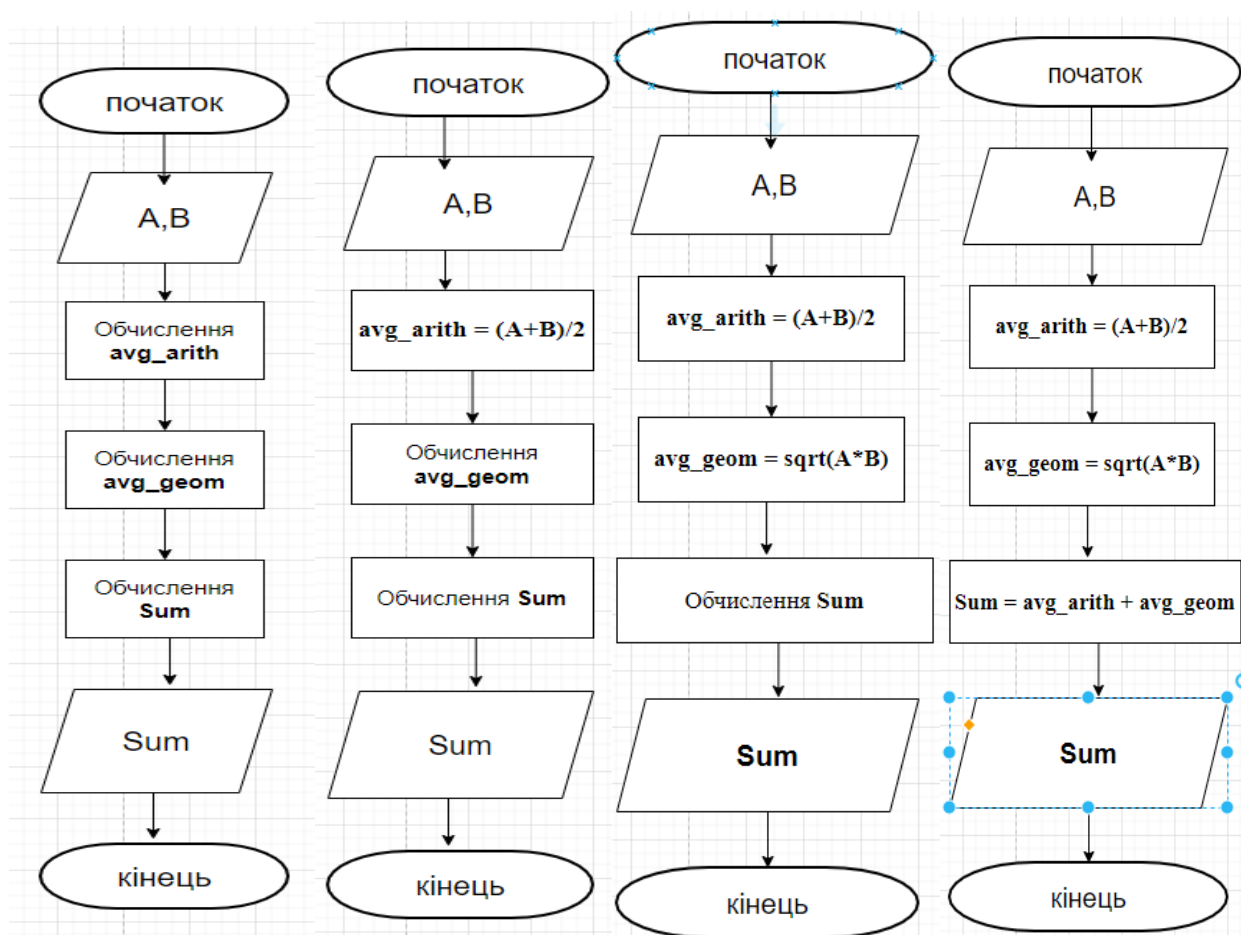 початок
A,B
Обчислення
avg_arith
Обчислення
avg_geom
Обчислення
Sum
Sum
кінець
початок
A,B
avg_arith = (A+B)/2
Обчислення
avg_geom
Обчислення Sum
Sum
кінець
початок
A,B
avg_arith = (A+B)/2
avg_geom = sqrt(A*B)
Обчислення Sum
Sum
кінець
початок
A,B
avg_arith = (A+B)/2
avg_geom = sqrt(A*B)
Sum = avg_arith + avg_geom
Sum
кінець